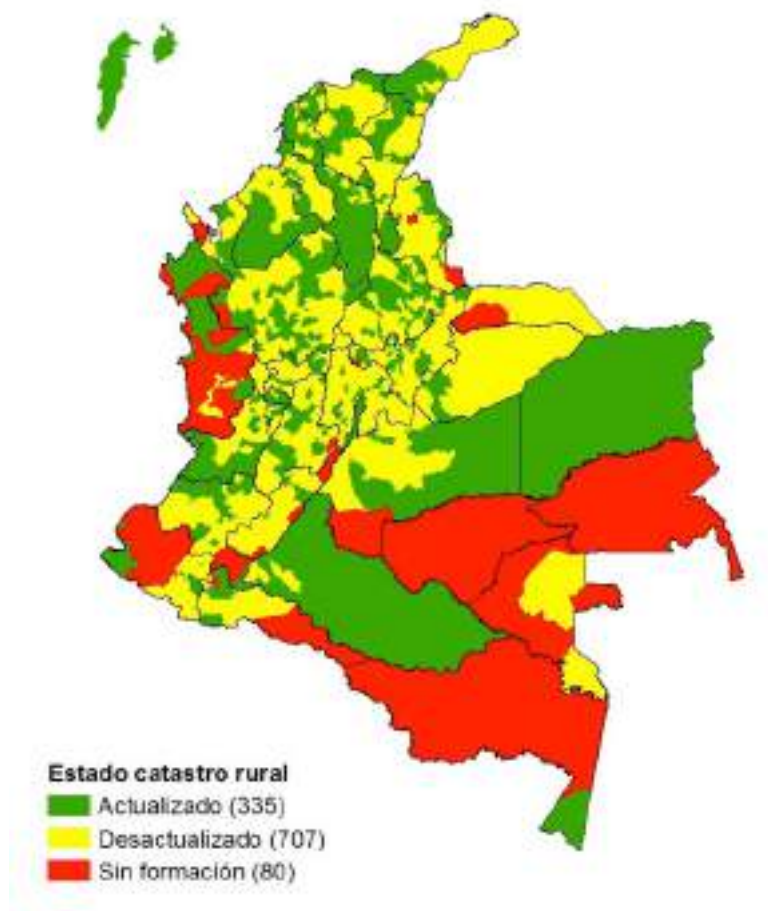 Estado catastro rural
Actualizado (335)
Desactualizado (707)
Sin formación (80)